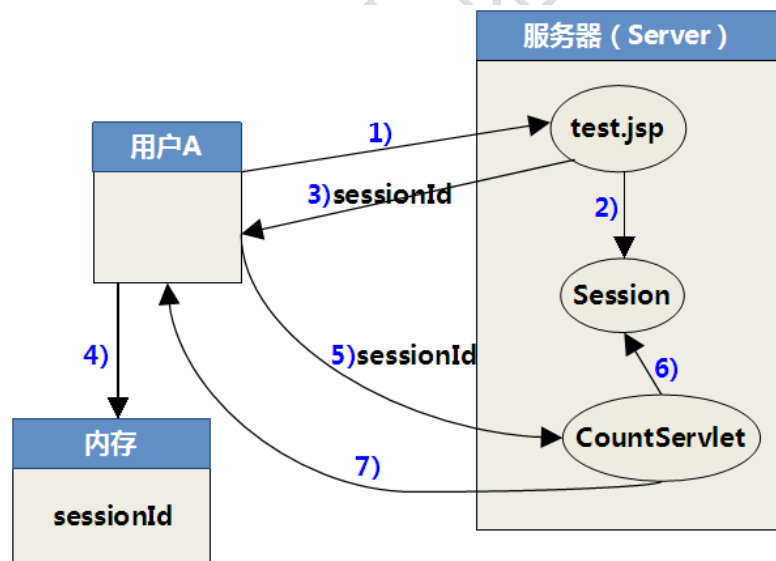 服务器（Server）
用户A
1)
test.jsp
3)sessionId
2)
Session
4)
5)sessionId
6)
内存
CountServlet
7)
sessionId